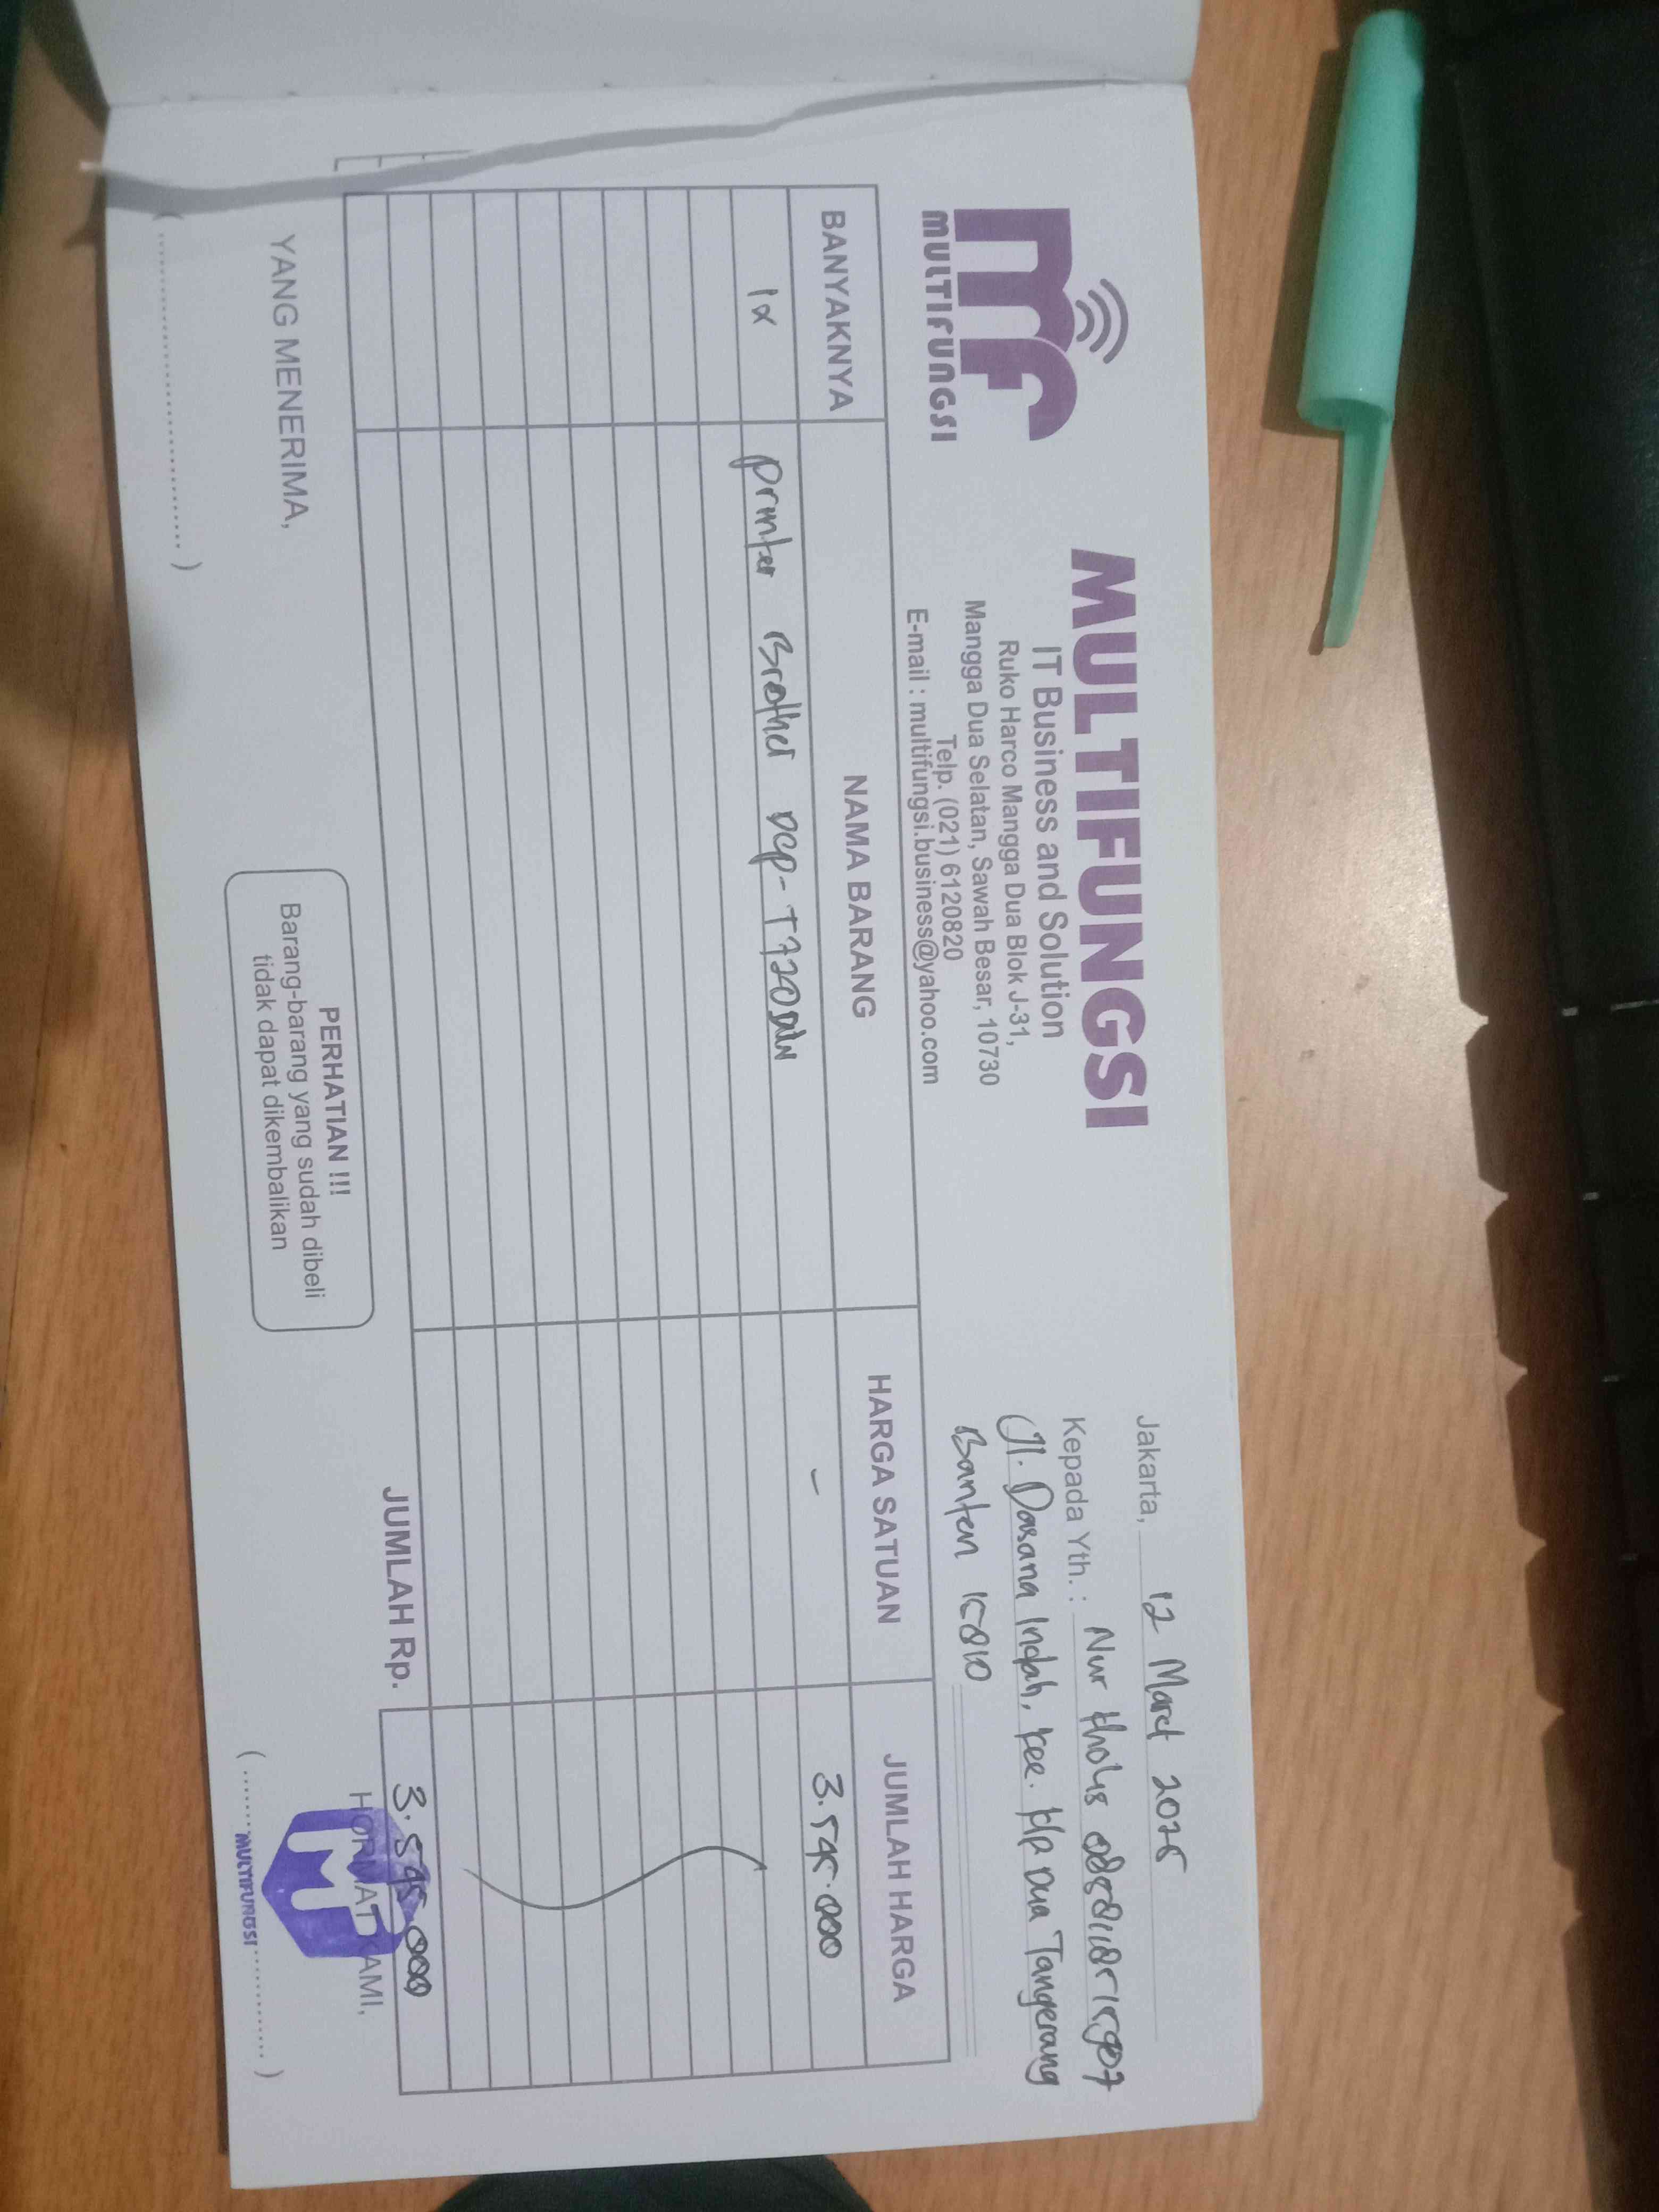 MULTIFUNGSI
MULTIFUNGSI
IT Business and Solution
Ruko Harco Mangga Dua Blok J-31,
Mangga Dua Selatan, Sawah Besar, 10730
Telp. (021) 6120820
E-mail : multifungsi.business@yahoo.com
Jakarta, 12 Maret 2025
Kepada Yth. : Nur Kholis
Jl. Dasana Indah, Kec. Klp Dua Tangerang
Banten 15810
BANYAKNYA NAMA BARANG HARGA SATUAN JUMLAH HARGA
1x Printer Brother DCP-T720DW - 3.545.000
JUMLAH Rp. 3.545.000
YANG MENERIMA,
PERHATIAN !!!
Barang-barang yang sudah dibeli
tidak dapat dikembalikan
HORMAT KAMI,
MULTIFUNGSI